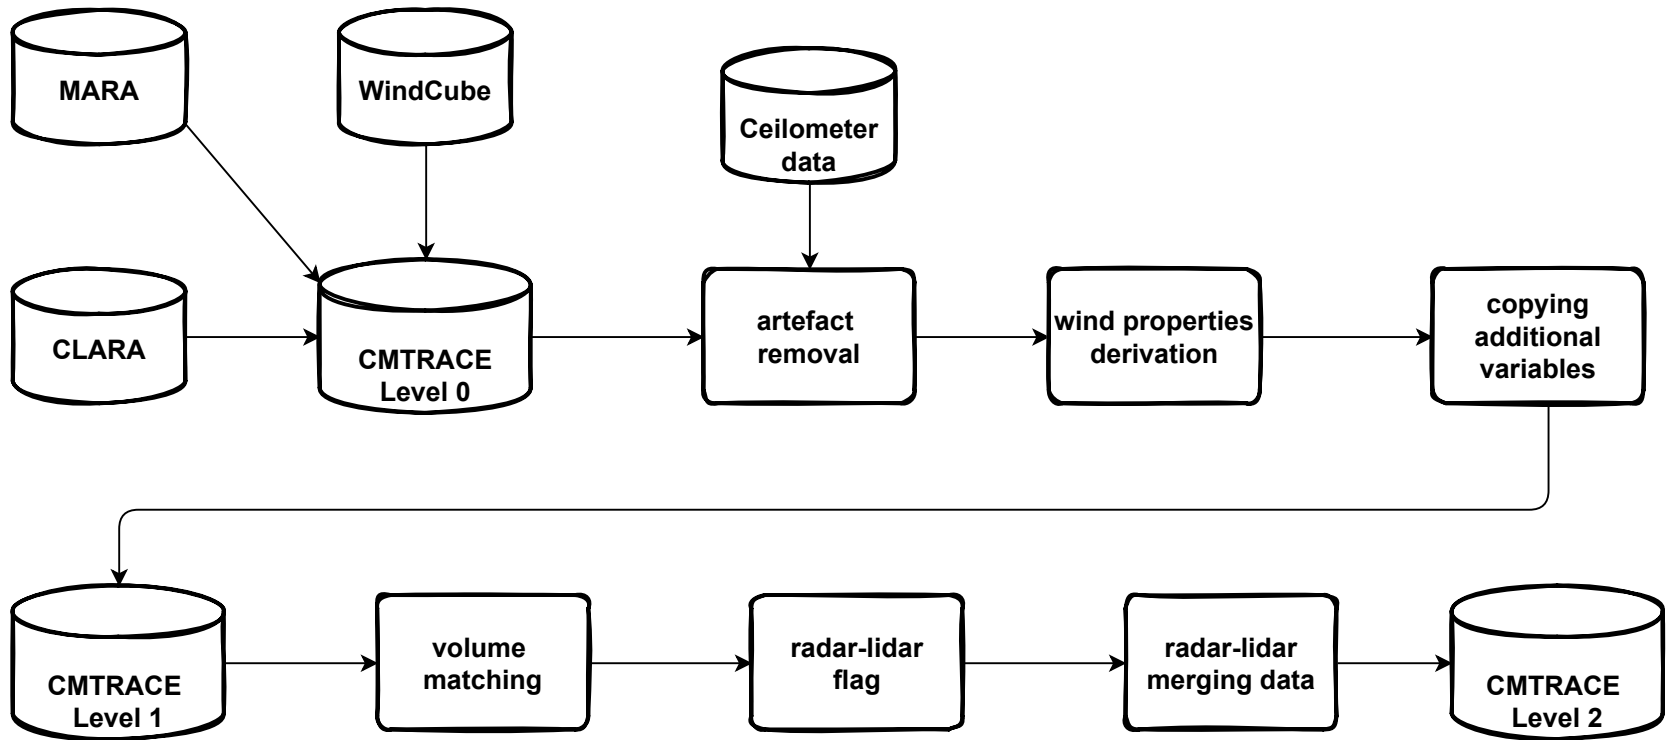 MARA
WindCube
Ceilometer
data
CLARA
CMTRACE
Level 0
artefact
removal
wind properties
derivation
copying
additional
variables
CMTRACE
Level 1
volume
matching
radar-lidar
flag
radar-lidar
merging data
CMTRACE
Level 2